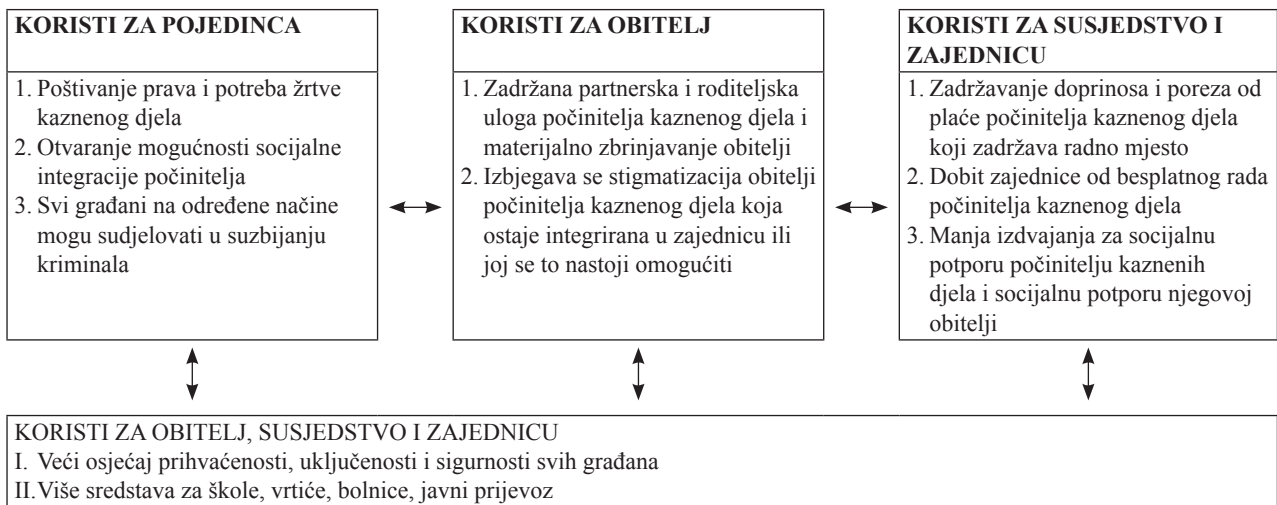 KORISTI ZA POJEDINCA
1. Poštivanje prava i potreba žrtve
kaznenog djela
2. Otvaranje mogućnosti socijalne
integracije počinitelja
3. Svi građani na određene načine
mogu sudjelovati u suzbijanju
kriminala
KORISTI ZA OBITELJ
1. Zadržana partnerska i roditeljska
uloga počinitelja kaznenog djela i
materijalno zbrinjavanje obitelji
2. Izbjegava se stigmatizacija obitelji
počinitelja kaznenog djela koja
ostaje integrirana u zajednicu ili
joj se to nastoji omogućiti
KORISTI ZA SUSJEDSTVO I
ZAJEDNICU
1. Zadržavanje doprinosa i poreza od
plaće počinitelja kaznenog djela
koji zadržava radno mjesto
2. Dobit zajednice od besplatnog rada
počinitelja kaznenog djela
3. Manja izdvajanja za socijalnu
potporu počinitelju kaznenih
djela i socijalnu potporu njegovoj
obitelji
KORISTI ZA OBITELJ, SUSJEDSTVO I ZAJEDNICU
I. Veći osjećaj prihvaćenosti, uključenosti i sigurnosti svih građana
II. Više sredstava za škole, vrtiće, bolnice, javni prijevoz